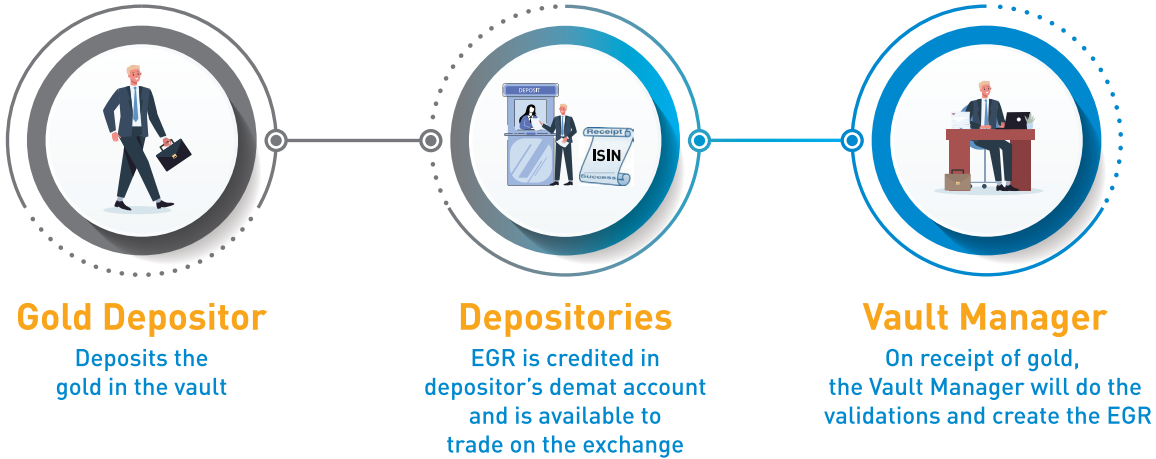 DEPOSIT
Receipt
ISIN
Success
Gold Depositor
Deposits the
gold in the vault
Depositories
EGR is credited in
depositor's demat account
and is available to
trade on the exchange
Vault Manager
On receipt of gold,
the Vault Manager will do the
validations and create the EGR